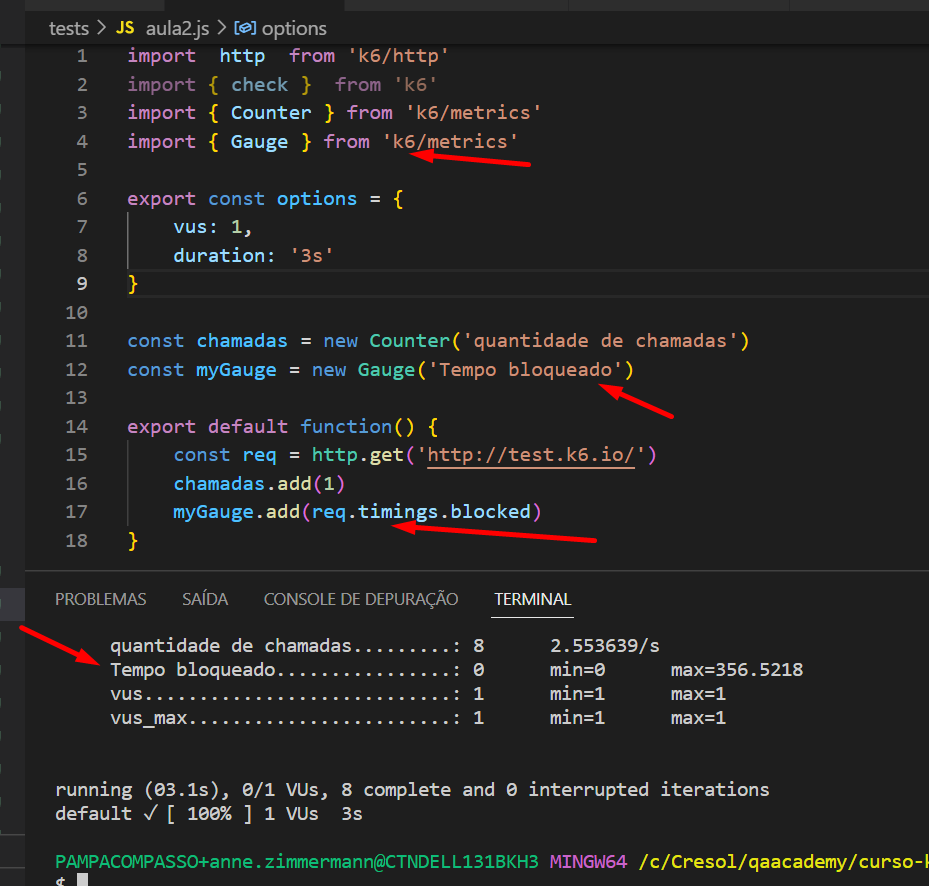 tests > JS aula2.js > options
1 import  http  from 'k6/http'
2 import { check }  from 'k6'
3 import { Counter } from 'k6/metrics'
4 import { Gauge } from 'k6/metrics'
5
6 export const options = {
7     vus: 1,
8     duration: '3s'
9 }
10
11 const chamadas = new Counter('quantidade de chamadas')
12 const myGauge = new Gauge('Tempo bloqueado')
13
14 export default function() {
15     const req = http.get('http://test.k6.io/')
16     chamadas.add(1)
17     myGauge.add(req.timings.blocked)
18 }
PROBLEMAS SAÍDA CONSOLE DE DEPURAÇÃO TERMINAL
quantidade de chamadas.........: 8      2.553639/s
Tempo bloqueado................: 0      min=0      max=356.5218
vus............................: 1      min=1      max=1
vus_max........................: 1      min=1      max=1
running (03.1s), 0/1 VUs, 8 complete and 0 interrupted iterations
default ✓ [ 100% ] 1 VUs  3s
PAMPACOMPASSO+anne.zimmermann@CTNDELL131BKH3 MINGW64 /c/Cresol/qaacademy/curso-
$